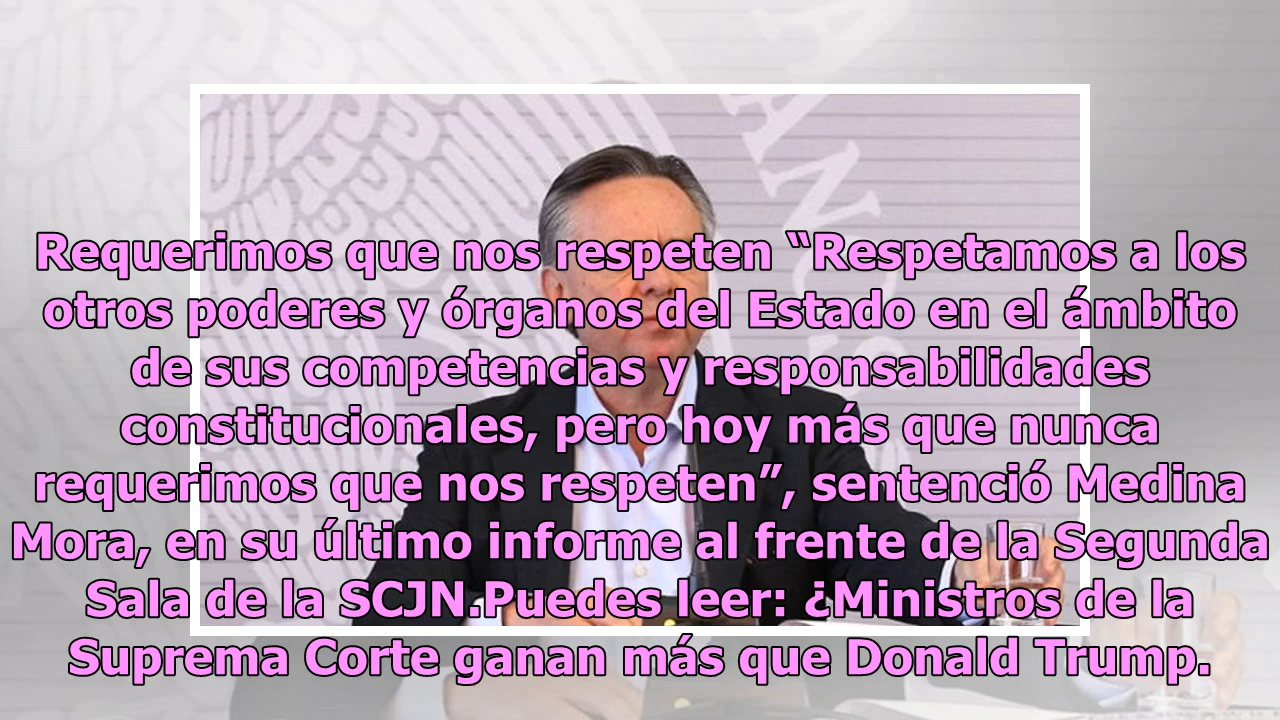 Requerimos que nos respeten “Respetamos a los
otros poderes y órganos del Estado en el ámbito
de sus competencias y responsabilidades
constitucionales, pero hoy más que nunca
requerimos que nos respeten”, sentenció Medina
Mora, en su último informe al frente de la Segunda
Sala de la SCJN.Puedes leer: ¿Ministros de la
Suprema Corte ganan más que Donald Trump.